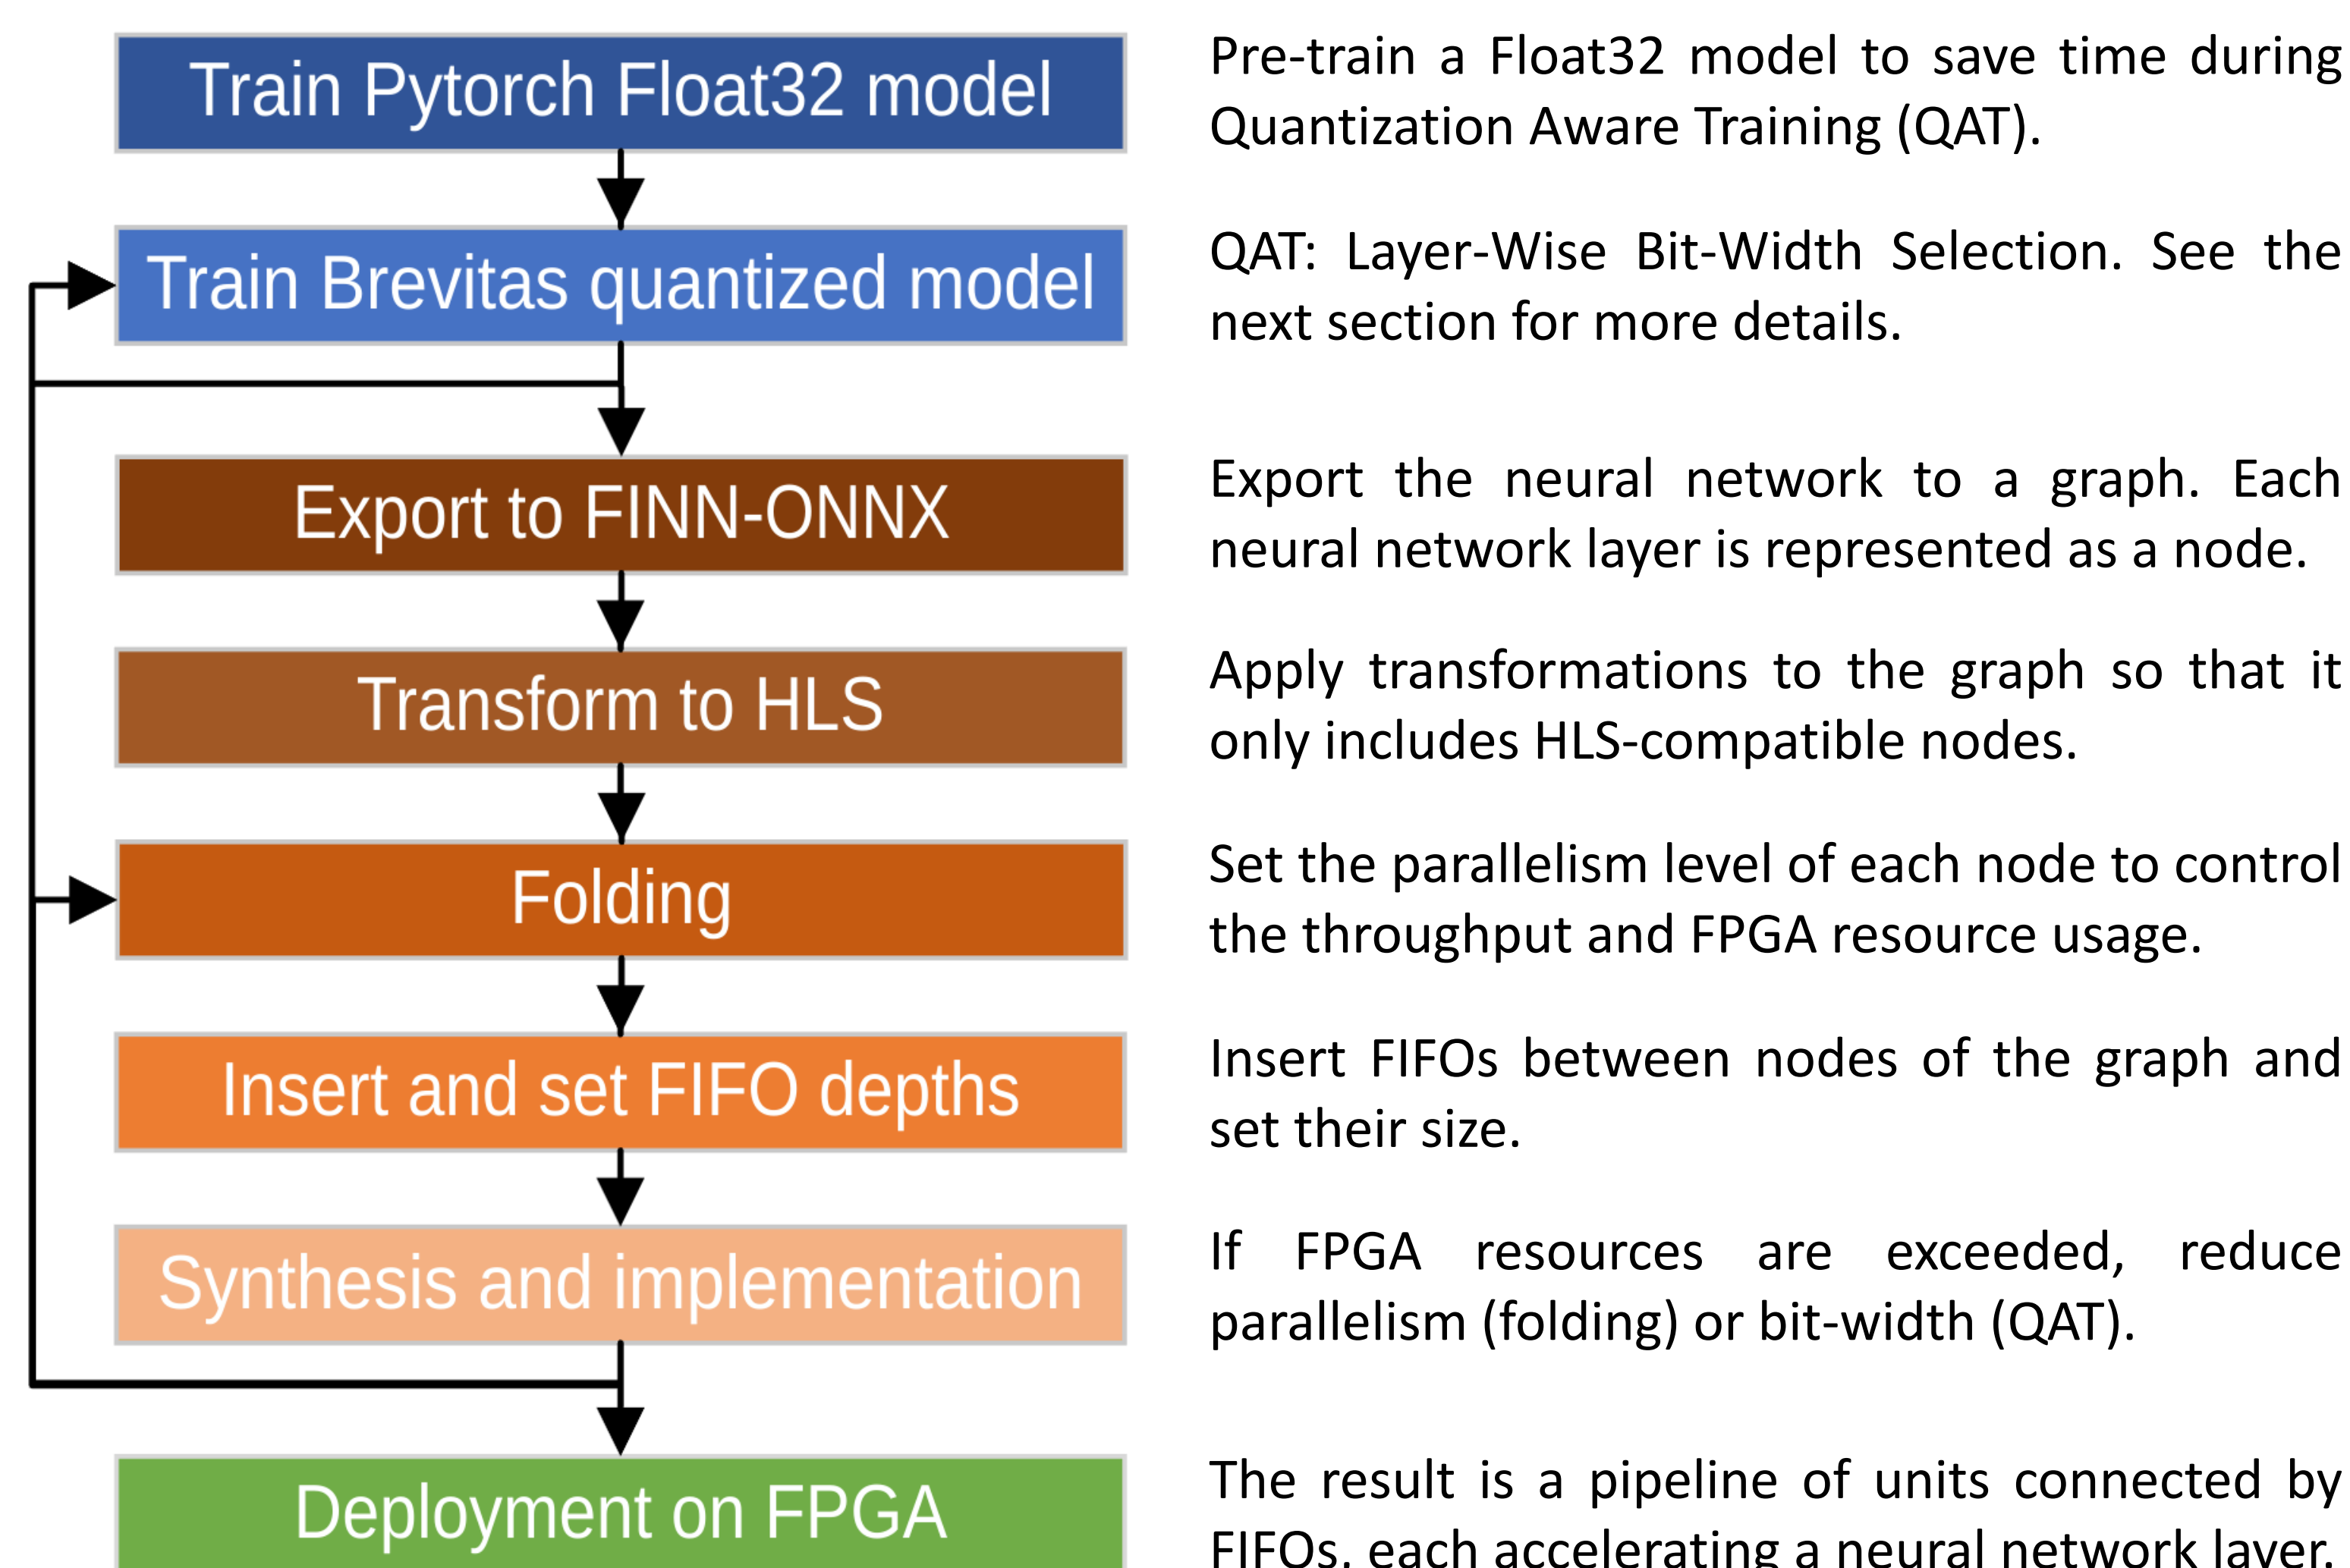 Train Pytorch Float32 model
Pre-train a Float32 model to save time during
Quantization Aware Training (QAT).
Train Brevitas quantized model
QAT: Layer-Wise Bit-Width Selection. See the
next section for more details.
Export to FINN-ONNX
Export the neural network to a graph. Each
neural network layer is represented as a node.
Transform to HLS
Apply transformations to the graph so that it
only includes HLS-compatible nodes.
Folding
Set the parallelism level of each node to control
the throughput and FPGA resource usage.
Insert and set FIFO depths
Insert FIFOs between nodes of the graph and
set their size.
Synthesis and implementation
If FPGA resources are exceeded, reduce
parallelism (folding) or bit-width (QAT).
Deployment on FPGA
The result is a pipeline of units connected by
FIFOs, each accelerating a neural network layer.